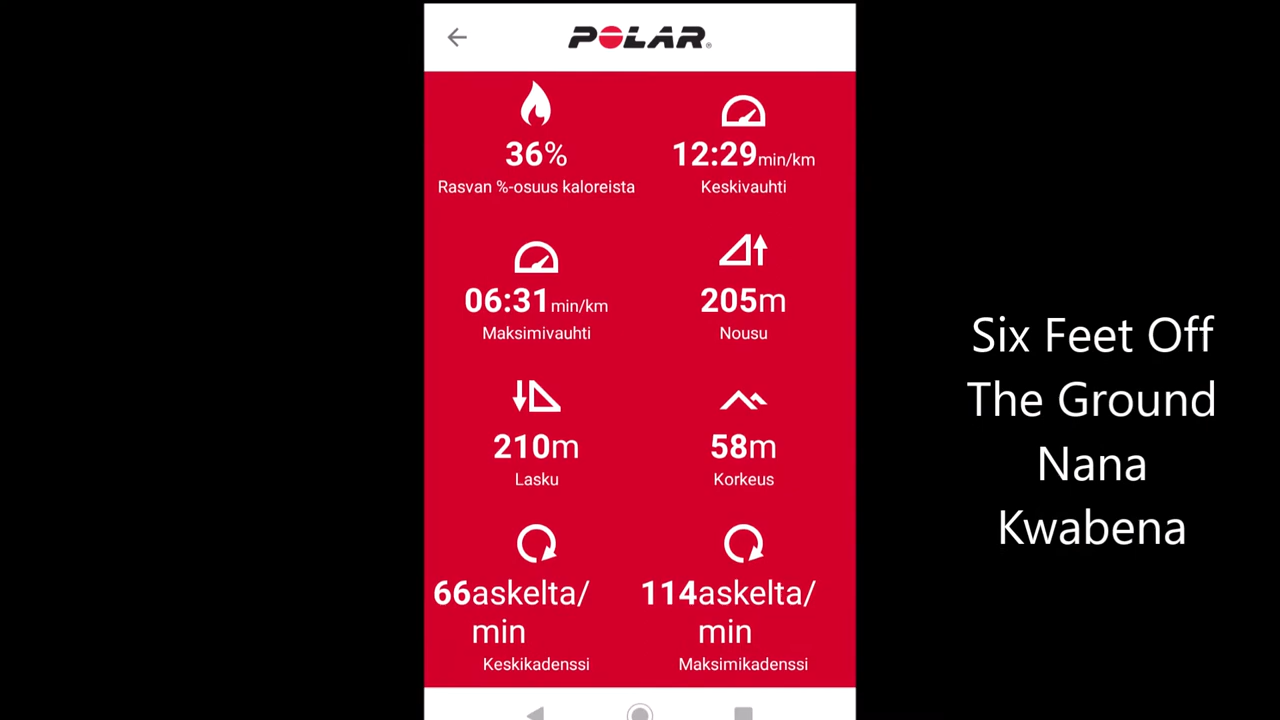 POLAR
36%
Rasvan %-osuus kaloreista
12:29min/km
Keskivauhti
06:31min/km
Maksimivauhti
205m
Nousu
210m
Lasku
58m
Korkeus
66askelta/
min
Keskikadenssi
114askelta/
min
Maksimikadenssi
Six Feet Off
The Ground
Nana
Kwabena